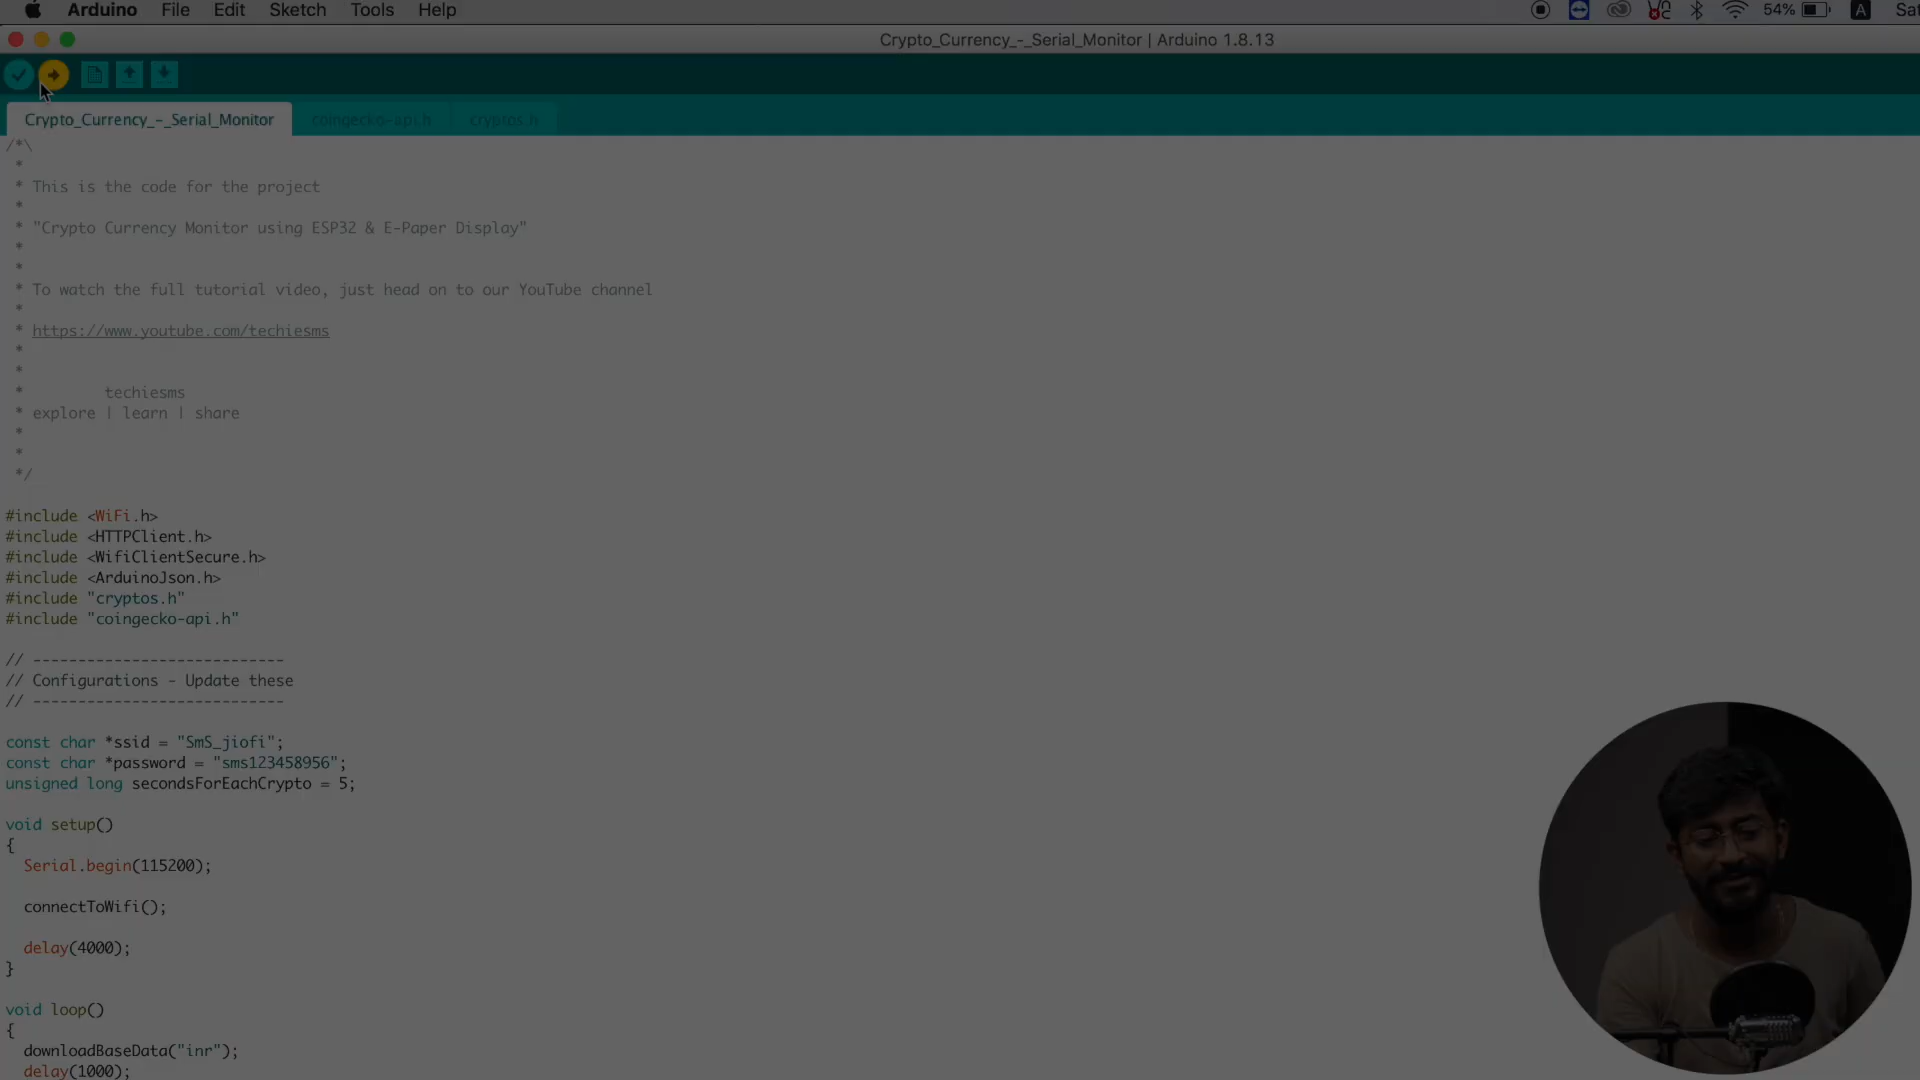 Arduino File Edit Sketch Tools Help 54% A Sat
Crypto_Currency_-_Serial_Monitor | Arduino 1.8.13
Crypto_Currency_-_Serial_Monitor coingecko-api.h cryptos.h
/*\
*
* This is the code for the project
*
* "Crypto Currency Monitor using ESP32 & E-Paper Display"
*
*
* To watch the full tutorial video, just head on to our YouTube channel
*
* https://www.youtube.com/techiesms
*
*
* techiesms
* explore | learn | share
*
*
*/
#include <WiFi.h>
#include <HTTPClient.h>
#include <WifiClientSecure.h>
#include <ArduinoJson.h>
#include "cryptos.h"
#include "coingecko-api.h"
// ----------------------------
// Configurations - Update these
// ----------------------------
const char *ssid = "SmS_jiofi";
const char *password = "sms123458956";
unsigned long secondsForEachCrypto = 5;
void setup()
{
Serial.begin(115200);
connectToWifi();
delay(4000);
}
void loop()
{
downloadBaseData("inr");
delay(1000);